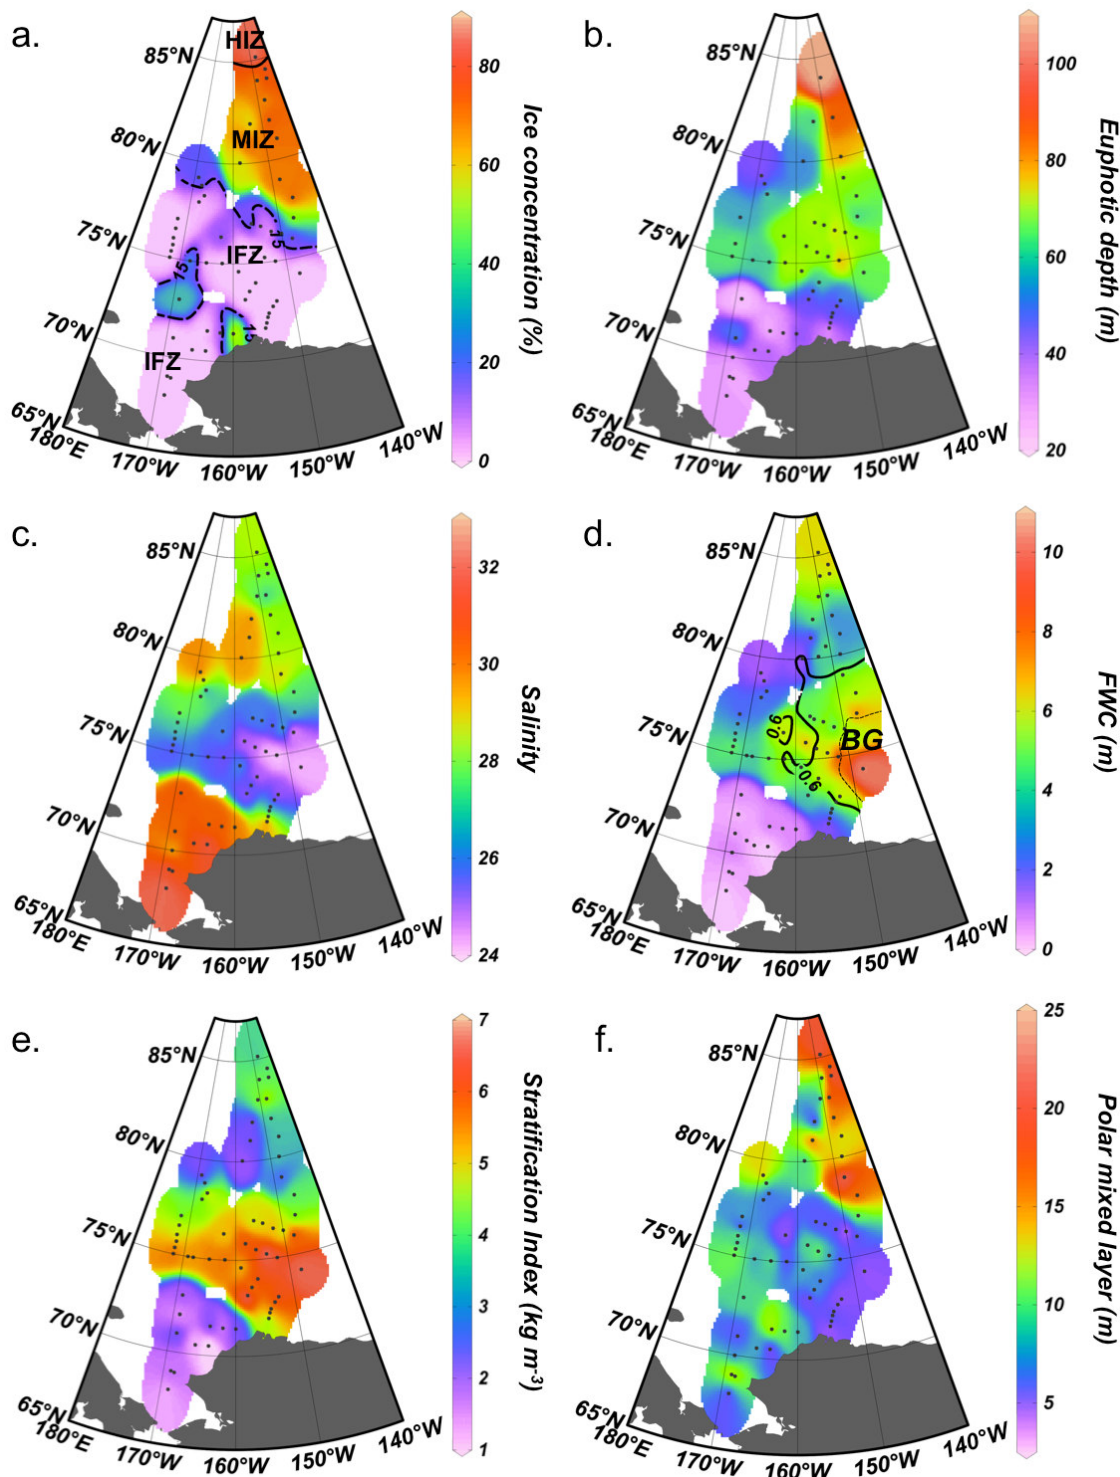 a.
HIZ
85°N
MIZ
80°N
75°N
15
IFZ
15
70°N
15
IFZ
65°N
180°E
170°W
160°W
150°W
140°W
80
60
40
20
0
Ice concentration (%)
b.
85°N
80°N
75°N
70°N
65°N
180°E
170°W
160°W
150°W
140°W
100
80
60
40
20
Euphotic depth (m)
c.
85°N
80°N
75°N
70°N
65°N
180°E
170°W
160°W
150°W
140°W
32
30
28
26
24
Salinity
d.
85°N
80°N
75°N
0.6
BG
0.6
70°N
65°N
180°E
170°W
160°W
150°W
140°W
10
8
6
4
2
0
FWC (m)
e.
85°N
80°N
75°N
70°N
65°N
180°E
170°W
160°W
150°W
140°W
7
6
5
4
3
2
1
Stratification Index (kg m-3)
f.
85°N
80°N
75°N
70°N
65°N
180°E
170°W
160°W
150°W
140°W
25
20
15
10
5
Polar mixed layer (m)